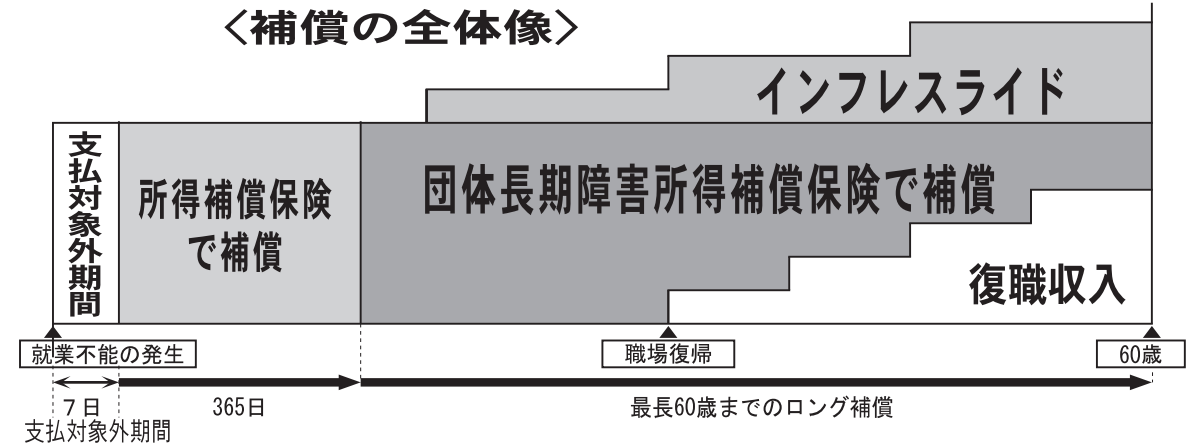 〈補償の全体像〉
インフレスライド
支払対象外期間
所得補償保険
で補償
団体長期障害所得補償保険で補償
復職収入
就業不能の発生
職場復帰
60歳
7日
支払対象外期間
365日
最長60歳までのロング補償